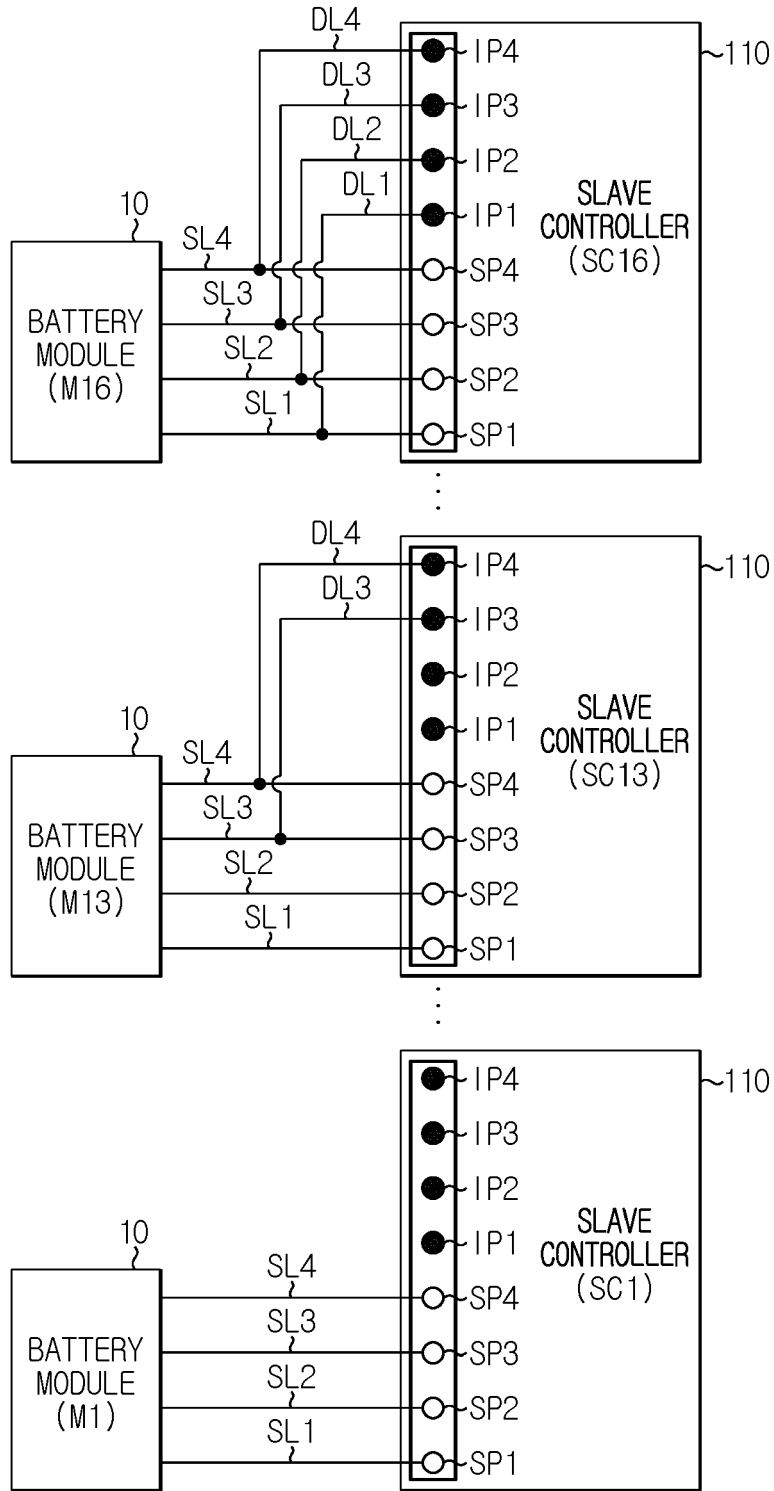 DL4
IP4
110
DL3
IP3
DL2
IP2
DL1
IP1
SLAVE
CONTROLLER
(SC16)
10
SL4
SP4
SL3
SP3
BATTERY
MODULE
(M16)
SL2
SP2
SL1
SP1
DL4
IP4
110
DL3
IP3
IP2
IP1
SLAVE
CONTROLLER
(SC13)
10
SL4
SP4
SL3
SP3
BATTERY
MODULE
(M13)
SL2
SP2
SL1
SP1
IP4
110
IP3
IP2
IP1
SLAVE
CONTROLLER
(SC1)
10
SL4
SP4
SL3
SP3
BATTERY
MODULE
(M1)
SL2
SP2
SL1
SP1